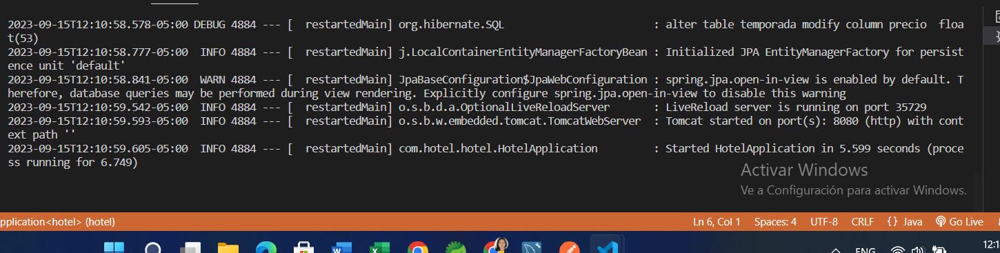 2023-09-15T12:10:58.578-05:00 DEBUG 4884 --- [  restartedMain] org.hibernate.SQL                        : alter table temporada modify column precio  floa
t(53)
2023-09-15T12:10:58.777-05:00  INFO 4884 --- [  restartedMain] j.LocalContainerEntityManagerFactoryBean : Initialized JPA EntityManagerFactory for persist
ence unit 'default'
2023-09-15T12:10:58.841-05:00  WARN 4884 --- [  restartedMain] JpaBaseConfiguration$JpaWebConfiguration : spring.jpa.open-in-view is enabled by default. T
herefore, database queries may be performed during view rendering. Explicitly configure spring.jpa.open-in-view to disable this warning
2023-09-15T12:10:59.542-05:00  INFO 4884 --- [  restartedMain] o.s.b.d.a.OptionalLiveReloadServer       : LiveReload server is running on port 35729
2023-09-15T12:10:59.593-05:00  INFO 4884 --- [  restartedMain] o.s.b.w.embedded.tomcat.TomcatWebServer  : Tomcat started on port(s): 8080 (http) with cont
ext path ''
2023-09-15T12:10:59.605-05:00  INFO 4884 --- [  restartedMain] com.hotel.hotel.HotelApplication         : Started HotelApplication in 5.599 seconds (proce
ss running for 6.749)
Activar Windows
Ve a Configuración para activar Windows.
pplication<hotel> (hotel) Ln 6, Col 1 Spaces: 4 UTF-8 CRLF {} Java Go Live
ENG